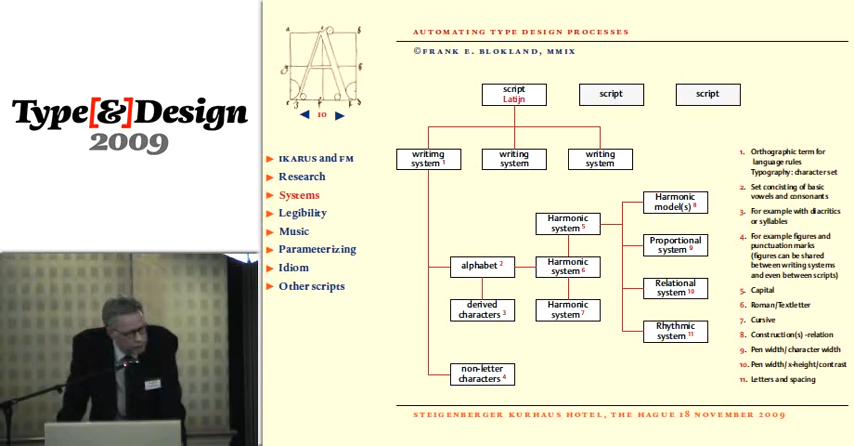 Type[&]Design
2009
AUTOMATING TYPE DESIGN PROCESSES
©FRANK E. BLOKLAND, MMIX
10
IKARUS and FM
Research
Systems
Legibility
Music
Parameterizing
Idiom
Other scripts
script
Latijn
script
script
writimg
system 1
writing
system
writing
system
Harmonic
model(s) 8
Harmonic
system 5
Proportional
system 9
alphabet 2
Harmonic
system 6
Relational
system 10
derived
characters 3
Harmonic
system 7
Rhythmic
system 11
non-letter
characters 4
1. Orthographic term for
language rules
Typography: character set
2. Set consisting of basic
vowels and consonants
3. For example with diacritics
or syllables
4. For example figures and
punctuation marks
(figures can be shared
between writing systems
and even between scripts)
5. Capital
6. Roman/Textletter
7. Cursive
8. Construction(s) -relation
9. Pen width/character width
10. Pen width/x-height/contrast
11. Letters and spacing
STEIGENBERGER KURHAUS HOTEL, THE HAGUE 18 NOVEMBER 2009